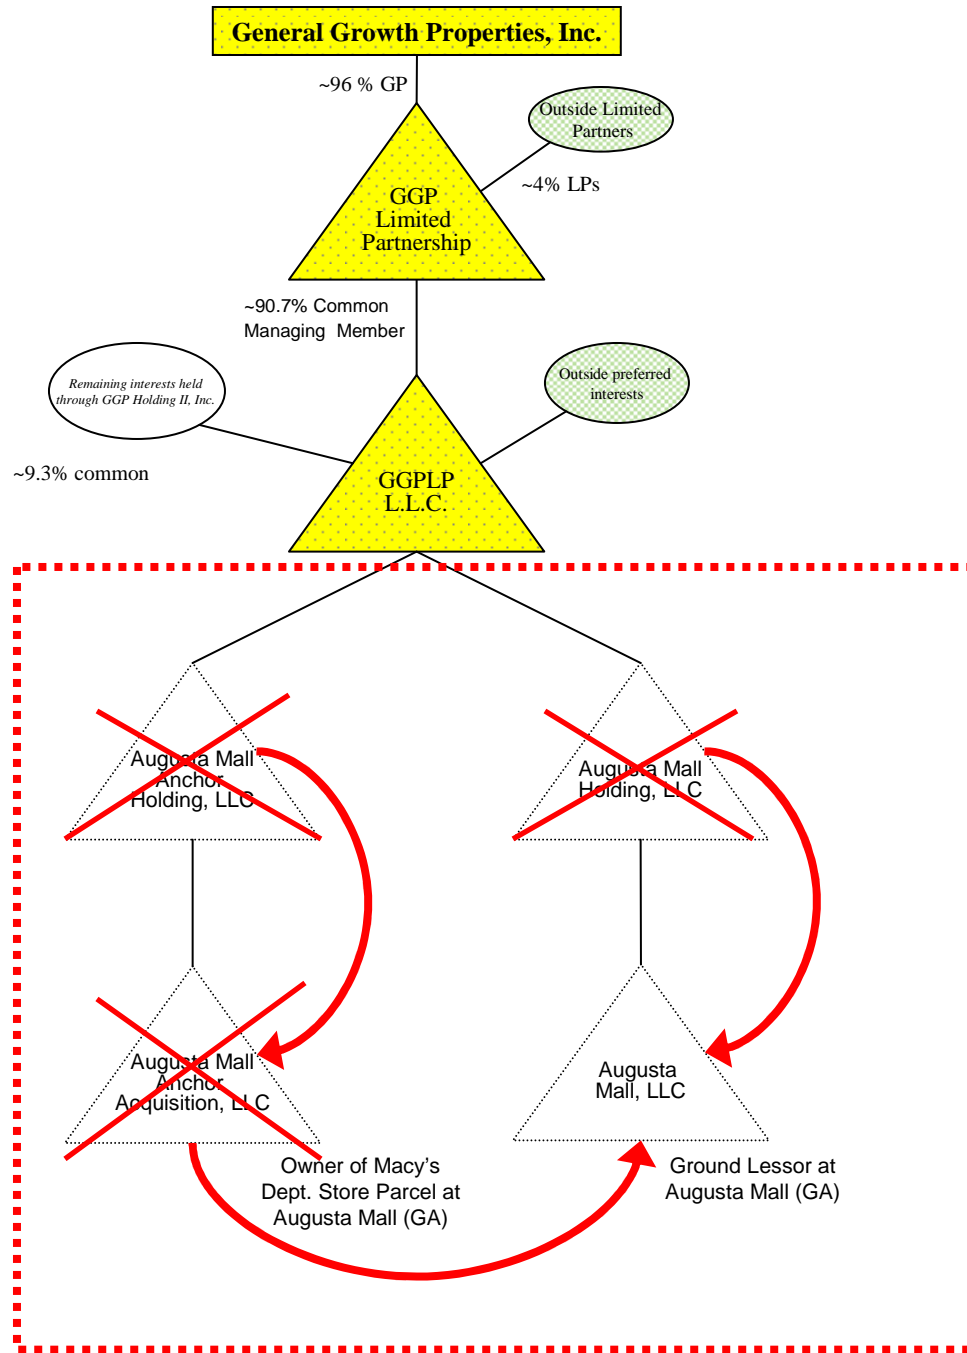 General Growth Properties, Inc.
~96 % GP
Outside Limited
Partners
~4% LPs
GGP
Limited
Partnership
~90.7% Common
Managing Member
Remaining interests held
through GGP Holding II, Inc.
Outside preferred
interests
~9.3% common
GGPLP
L.L.C.
Augusta Mall
Anchor
Holding, LLC
Augusta Mall
Holding, LLC
Augusta Mall
Anchor
Acquisition, LLC
Augusta
Mall, LLC
Owner of Macy's
Dept. Store Parcel at
Augusta Mall (GA)
Ground Lessor at
Augusta Mall (GA)